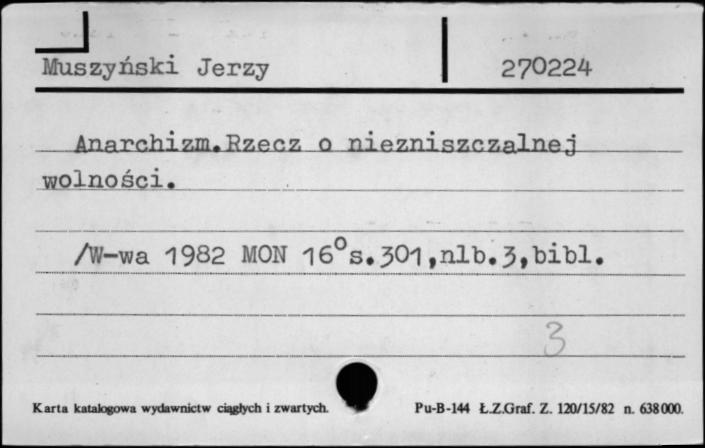 Muszyński Jerzy 270224
Anarchizm.Rzecz o niezniszczalnej
wolności.
/W-wa 1982 MON 16°s.301,nlb.3,bibl.
3
Karta katalogowa wydawnictw ciągłych i zwartych. Pu-B-144 Ł.Z.Graf. Z. 120/15/82 n. 638000.